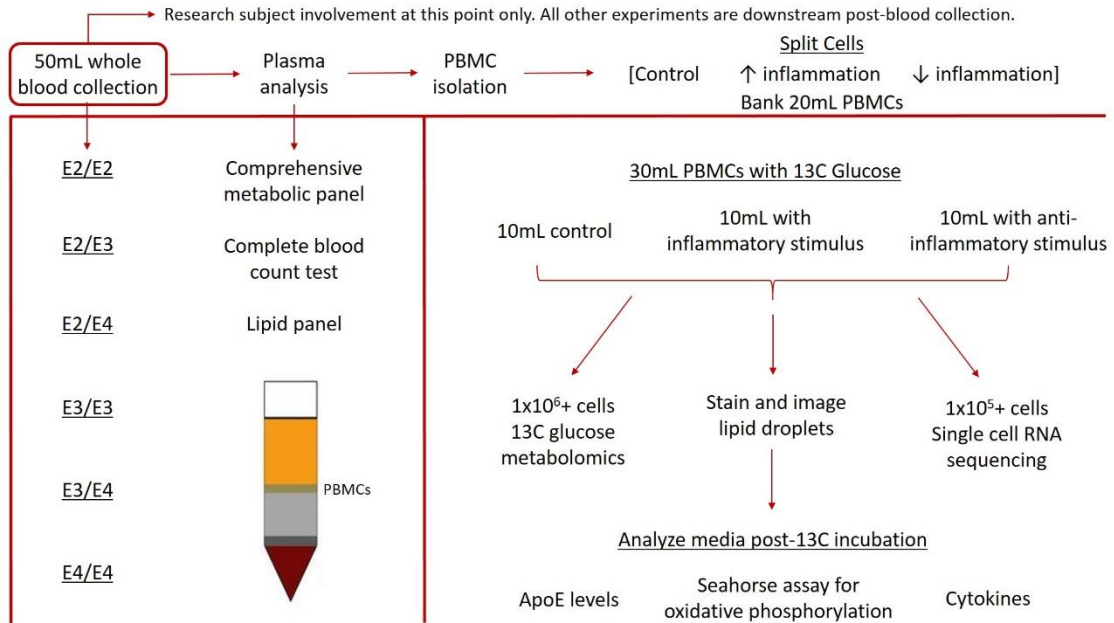 Research subject involvement at this point only. All other experiments are downstream post-blood collection.
50mL whole
blood collection
Plasma
analysis
PBMC
isolation
Split Cells
[Control ↑ inflammation ↓ inflammation]
Bank 20mL PBMCs
E2/E2
E2/E3
E2/E4
E3/E3
E3/E4
E4/E4
Comprehensive
metabolic panel
Complete blood
count test
Lipid panel
PBMCs
30mL PBMCs with 13C Glucose
10mL control
10mL with
inflammatory stimulus
10mL with anti-
inflammatory stimulus
1x10⁶+ cells
13C glucose
metabolomics
Stain and image
lipid droplets
1x10⁵+ cells
Single cell RNA
sequencing
Analyze media post-13C incubation
ApoE levels
Seahorse assay for
oxidative phosphorylation
Cytokines